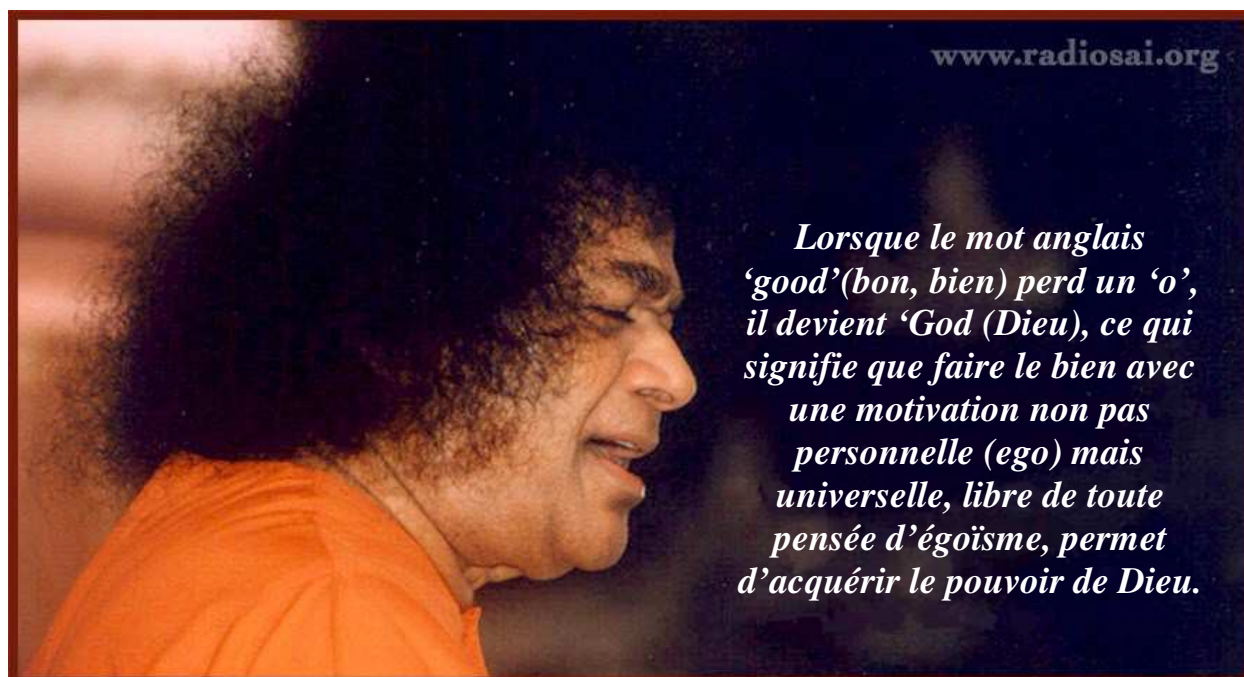 www.radiosai.org
Lorsque le mot anglais
‘good’(bon, bien) perd un ‘o’,
il devient ‘God (Dieu), ce qui
signifie que faire le bien avec
une motivation non pas
personnelle (ego) mais
universelle, libre de toute
pensée d’égoïsme, permet
d’acquérir le pouvoir de Dieu.